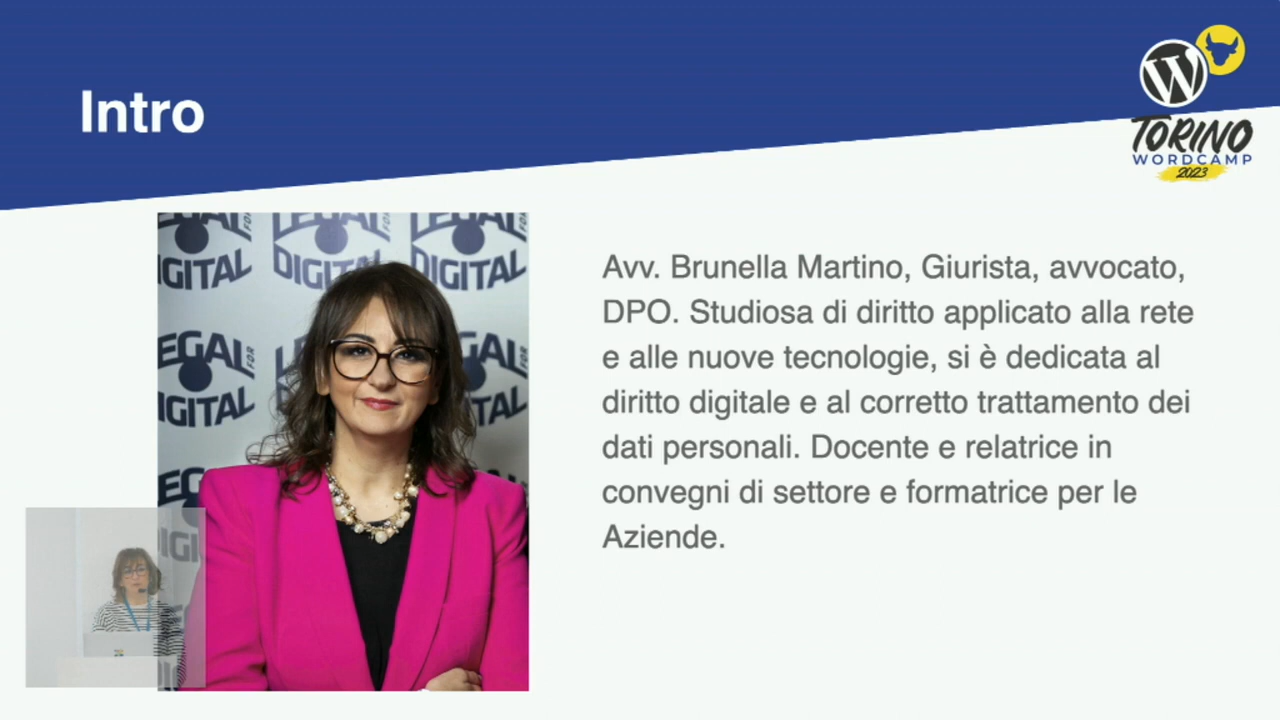 Intro
TORINO
WORDCAMP
2023
LEGAL FOR
DIGITAL
Avv. Brunella Martino, Giurista, avvocato,
DPO. Studiosa di diritto applicato alla rete
e alle nuove tecnologie, si è dedicata al
diritto digitale e al corretto trattamento dei
dati personali. Docente e relatrice in
convegni di settore e formatrice per le
Aziende.